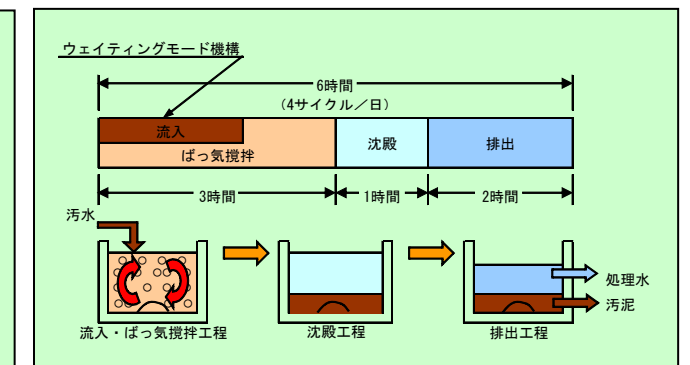 ウェイティングモード機構
6時間
(4サイクル/日)
流入
ばっ気撹拌
沈殿
排出
3時間
1時間
2時間
汚水
処理水
汚泥
流入・ばっ気撹拌工程
沈殿工程
排出工程